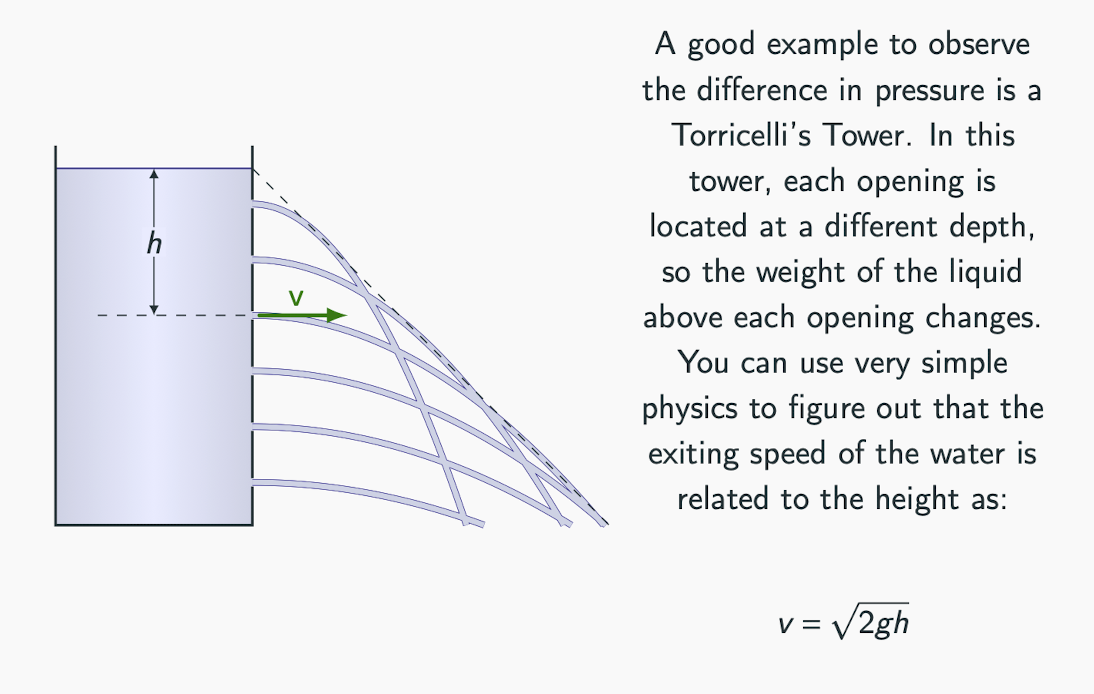 A good example to observe
the difference in pressure is a
Torricelli's Tower. In this
tower, each opening is
located at a different depth,
so the weight of the liquid
above each opening changes.
You can use very simple
physics to figure out that the
exiting speed of the water is
related to the height as:
v = √2gh
h
v